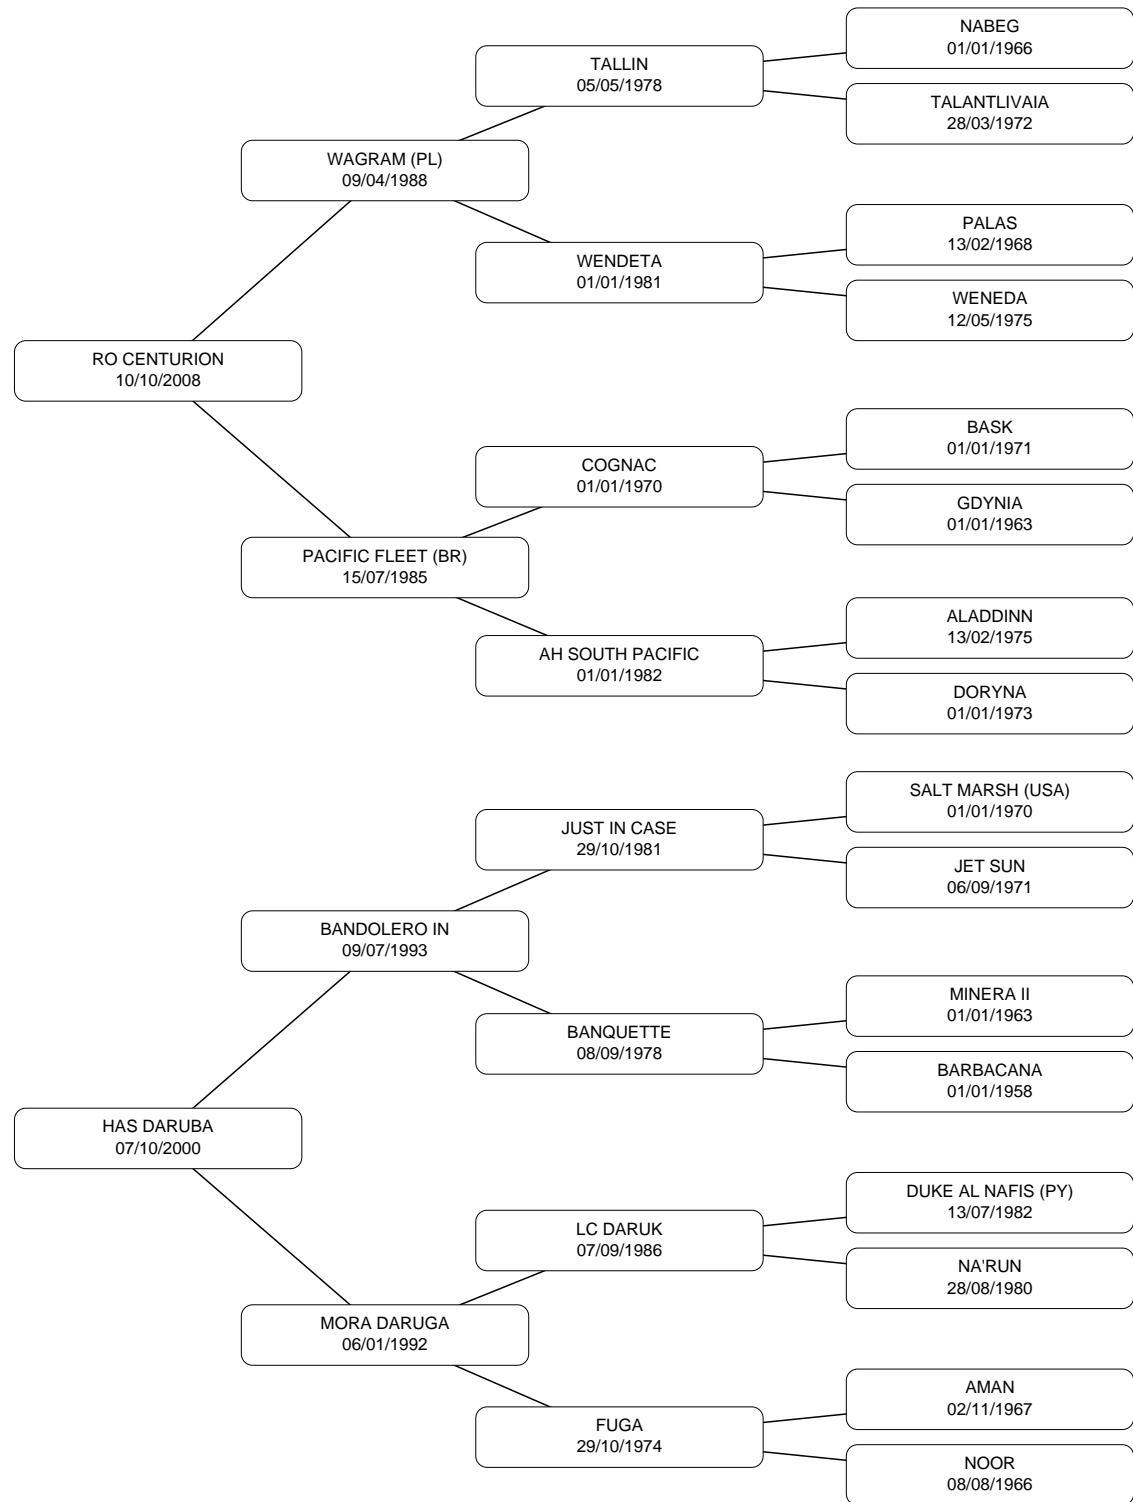 NABEG
01/01/1966
TALLIN
05/05/1978
TALANTLIVAIA
28/03/1972
WAGRAM (PL)
09/04/1988
PALAS
13/02/1968
WENDETA
01/01/1981
WENEDA
12/05/1975
RO CENTURION
10/10/2008
BASK
01/01/1971
COGNAC
01/01/1970
GDYNIA
01/01/1963
PACIFIC FLEET (BR)
15/07/1985
ALADDINN
13/02/1975
AH SOUTH PACIFIC
01/01/1982
DORYNA
01/01/1973
SALT MARSH (USA)
01/01/1970
JUST IN CASE
29/10/1981
JET SUN
06/09/1971
BANDOLERO IN
09/07/1993
MINERA II
01/01/1963
BANQUETTE
08/09/1978
BARBACANA
01/01/1958
HAS DARUBA
07/10/2000
DUKE AL NAFIS (PY)
13/07/1982
LC DARUK
07/09/1986
NA'RUN
28/08/1980
MORA DARUGA
06/01/1992
AMAN
02/11/1967
FUGA
29/10/1974
NOOR
08/08/1966